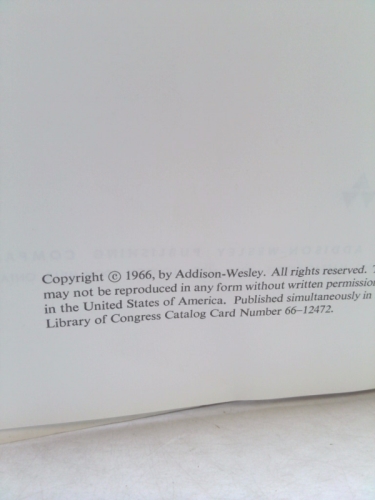 Copyright © 1966, by Addison-Wesley. All rights reserved.
may not be reproduced in any form without written permission
in the United States of America. Published simultaneously in
Library of Congress Catalog Card Number 66-12472.